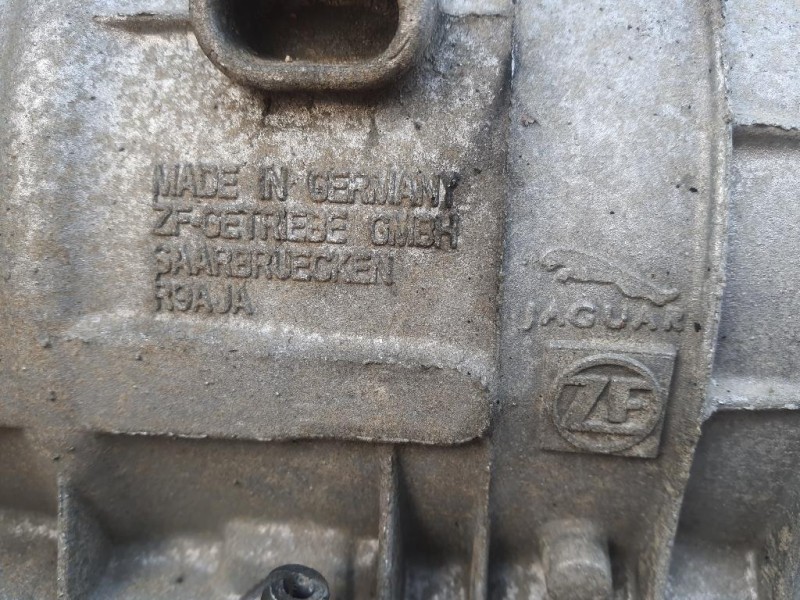 MADE IN GERMANY
ZF-GETRIEBE GMBH
SAARBRUECKEN
R9AJA
JAGUAR
ZF